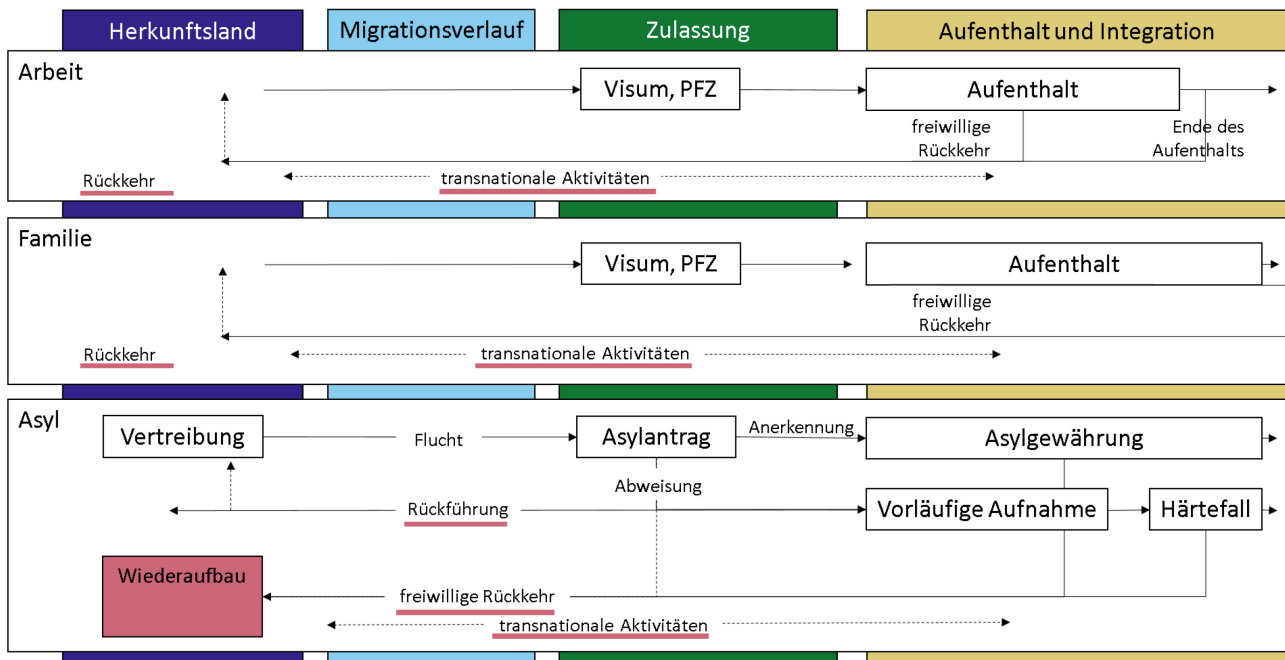 Herkunftsland
Migrationsverlauf
Zulassung
Aufenthalt und Integration
Arbeit
Visum, PFZ
Aufenthalt
freiwillige
Rückkehr
Ende des
Aufenthalts
Rückkehr
transnationale Aktivitäten
Familie
Visum, PFZ
Aufenthalt
freiwillige
Rückkehr
Rückkehr
transnationale Aktivitäten
Asyl
Vertreibung
Flucht
Asylantrag
Anerkennung
Asylgewährung
Abweisung
Rückführung
Vorläufige Aufnahme
Härtefall
Wiederaufbau
freiwillige Rückkehr
transnationale Aktivitäten